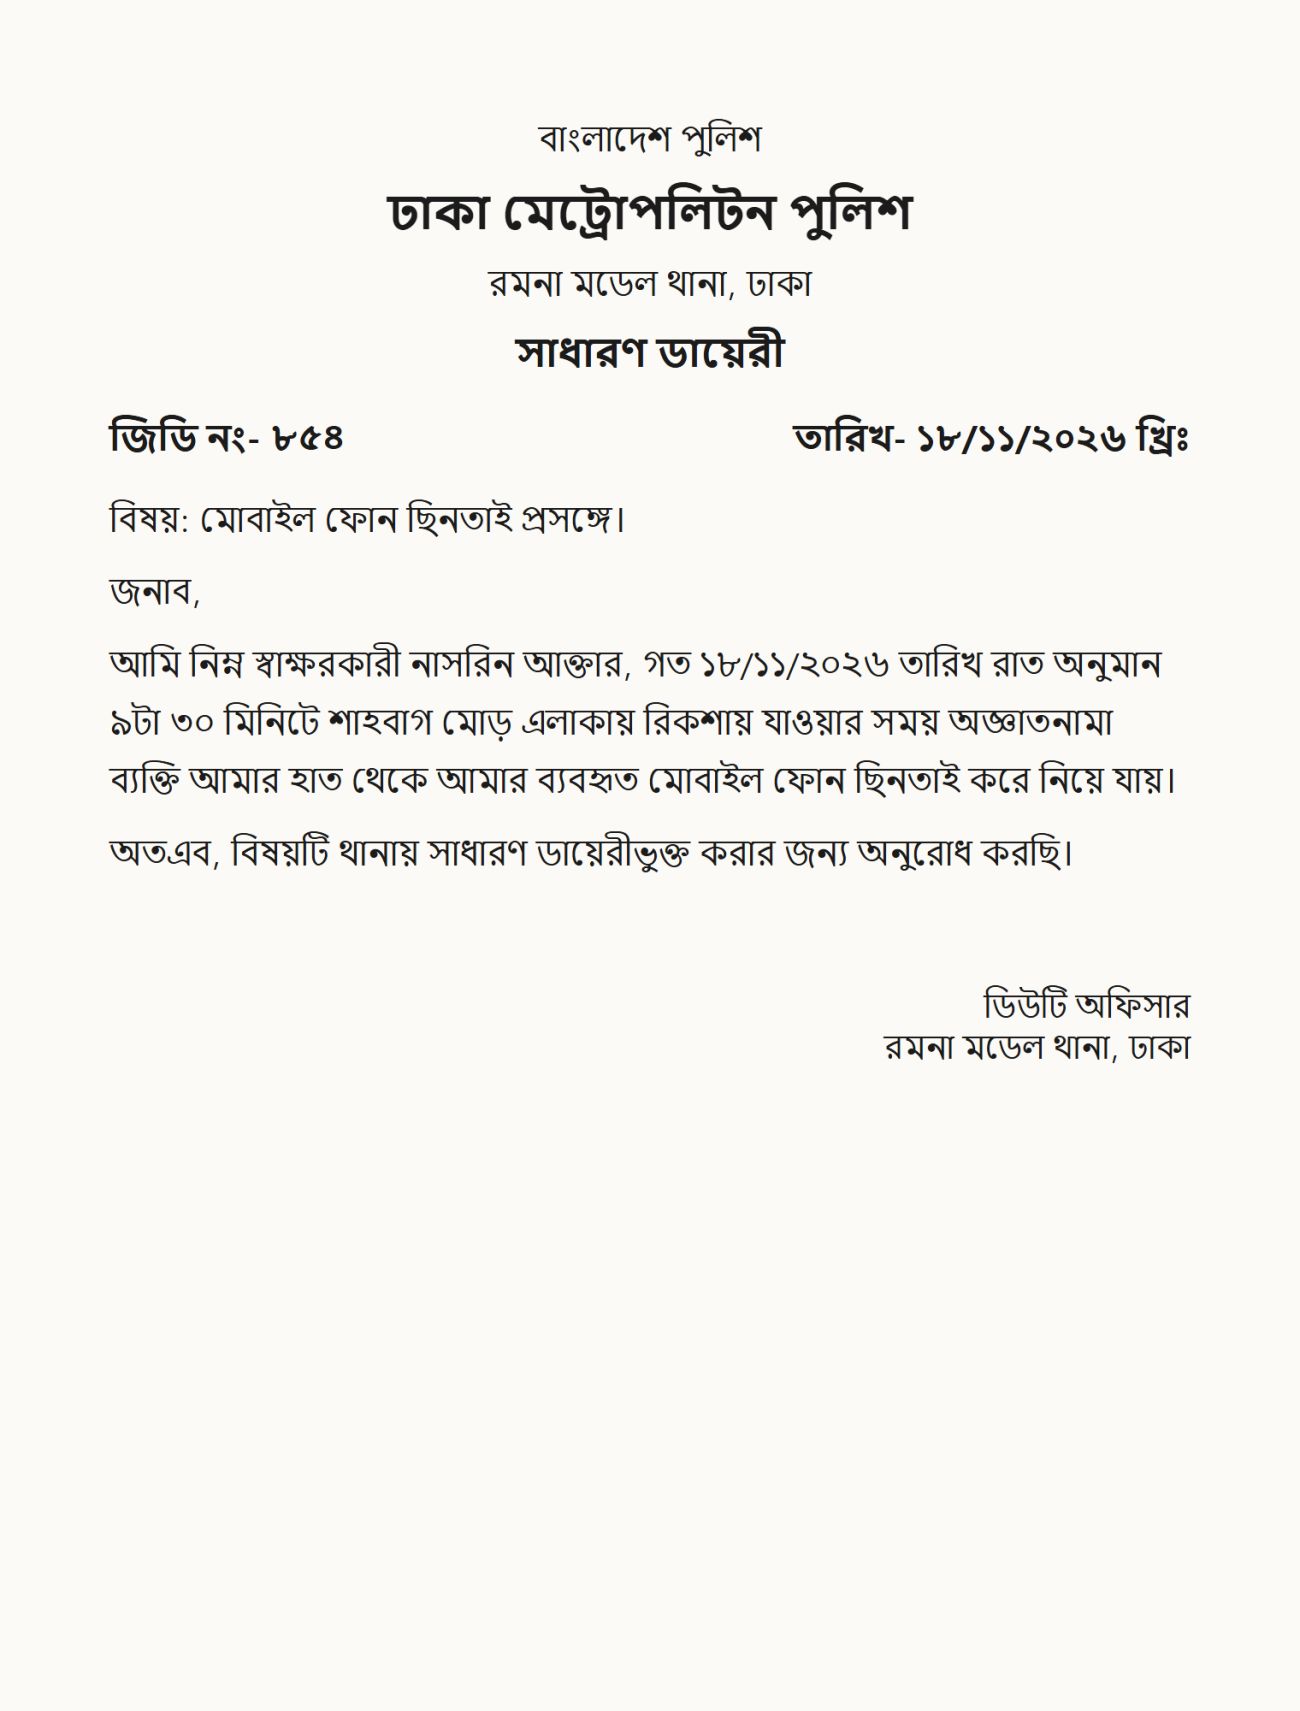 বাংলাদেশ পুলিশ
ঢাকা মেট্রোপলিটন পুলিশ
রমনা মডেল থানা, ঢাকা
সাধারণ ডায়েরী
জিডি নং- ৮৫৪ তারিখ- ১৮/১১/২০২৬ খ্রিঃ
বিষয়: মোবাইল ফোন ছিনতাই প্রসঙ্গে।
জনাব,
আমি নিম্ন স্বাক্ষরকারী নাসরিন আক্তার, গত ১৮/১১/২০২৬ তারিখ রাত অনুমান
৯টা ৩০ মিনিটে শাহবাগ মোড় এলাকায় রিকশায় যাওয়ার সময় অজ্ঞাতনামা
ব্যক্তি আমার হাত থেকে আমার ব্যবহৃত মোবাইল ফোন ছিনতাই করে নিয়ে যায়।
অতএব, বিষয়টি থানায় সাধারণ ডায়েরীভুক্ত করার জন্য অনুরোধ করছি।
ডিউটি অফিসার
রমনা মডেল থানা, ঢাকা